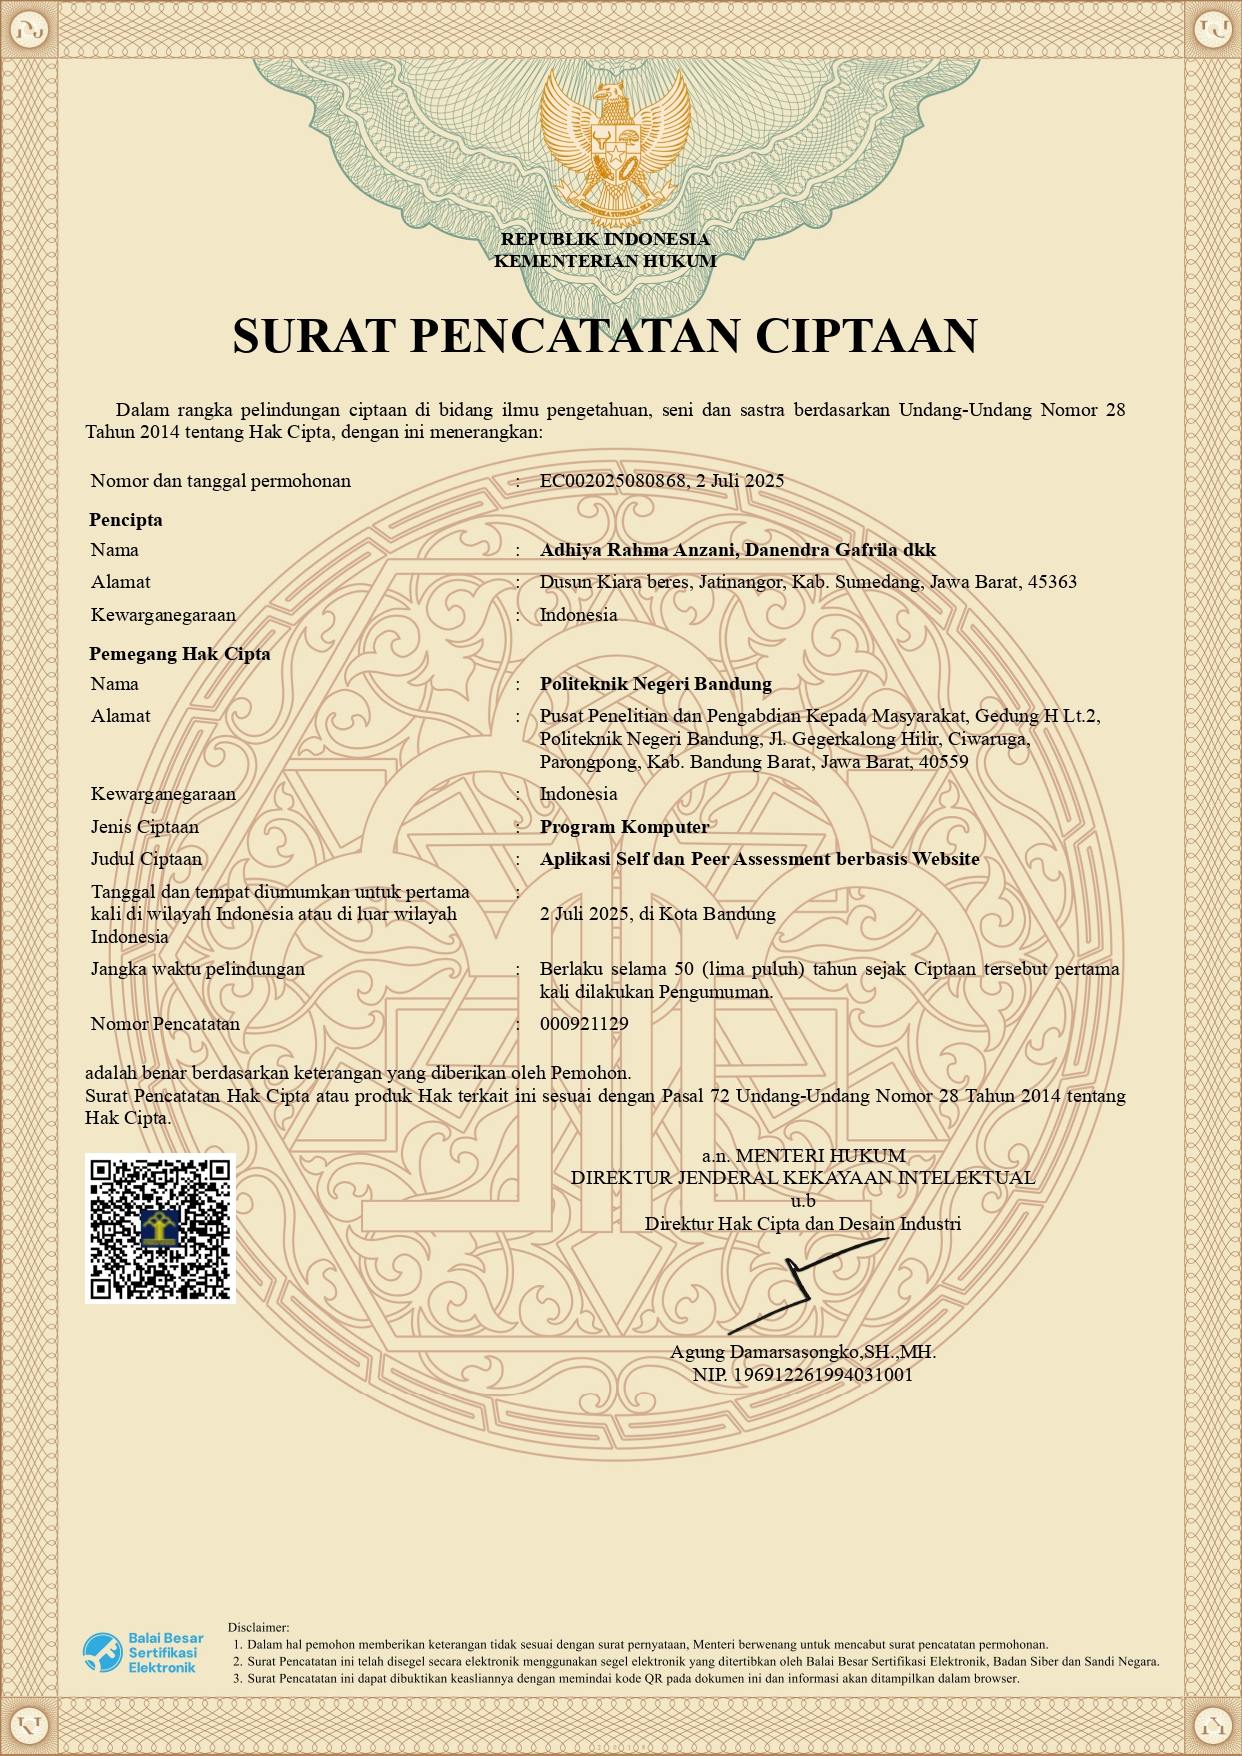 REPUBLIK INDONESIA
KEMENTERIAN HUKUM
SURAT PENCATATAN CIPTAAN
Dalam rangka pelindungan ciptaan di bidang ilmu pengetahuan, seni dan sastra berdasarkan Undang-Undang Nomor 28
Tahun 2014 tentang Hak Cipta, dengan ini menerangkan:
Nomor dan tanggal permohonan : EC002025080868, 2 Juli 2025
Pencipta
Nama : Adhiya Rahma Anzani, Danendra Gafrila dkk
Alamat : Dusun Kiara beres, Jatinangor, Kab. Sumedang, Jawa Barat, 45363
Kewarganegaraan : Indonesia
Pemegang Hak Cipta
Nama : Politeknik Negeri Bandung
Alamat : Pusat Penelitian dan Pengabdian Kepada Masyarakat, Gedung H Lt.2,
Politeknik Negeri Bandung, Jl. Gegerkalong Hilir, Ciwaruga,
Parongpong, Kab. Bandung Barat, Jawa Barat, 40559
Kewarganegaraan : Indonesia
Jenis Ciptaan : Program Komputer
Judul Ciptaan : Aplikasi Self dan Peer Assessment berbasis Website
Tanggal dan tempat diumumkan untuk pertama :
kali di wilayah Indonesia atau di luar wilayah 2 Juli 2025, di Kota Bandung
Indonesia
Jangka waktu pelindungan : Berlaku selama 50 (lima puluh) tahun sejak Ciptaan tersebut pertama
kali dilakukan Pengumuman.
Nomor Pencatatan : 000921129
adalah benar berdasarkan keterangan yang diberikan oleh Pemohon.
Surat Pencatatan Hak Cipta atau produk Hak terkait ini sesuai dengan Pasal 72 Undang-Undang Nomor 28 Tahun 2014 tentang
Hak Cipta.
a.n. MENTERI HUKUM
DIREKTUR JENDERAL KEKAYAAN INTELEKTUAL
u.b
Direktur Hak Cipta dan Desain Industri
Agung Damarsasongko,SH.,MH.
NIP. 196912261994031001
Balai Besar
Sertifikasi
Elektronik
Disclaimer:
1. Dalam hal pemohon memberikan keterangan tidak sesuai dengan surat pernyataan, Menteri berwenang untuk mencabut surat pencatatan permohonan.
2. Surat Pencatatan ini telah disegel secara elektronik menggunakan segel elektronik yang ditertibkan oleh Balai Besar Sertifikasi Elektronik, Badan Siber dan Sandi Negara.
3. Surat Pencatatan ini dapat dibuktikan keasliannya dengan memindai kode QR pada dokumen ini dan informasi akan ditampilkan dalam browser.